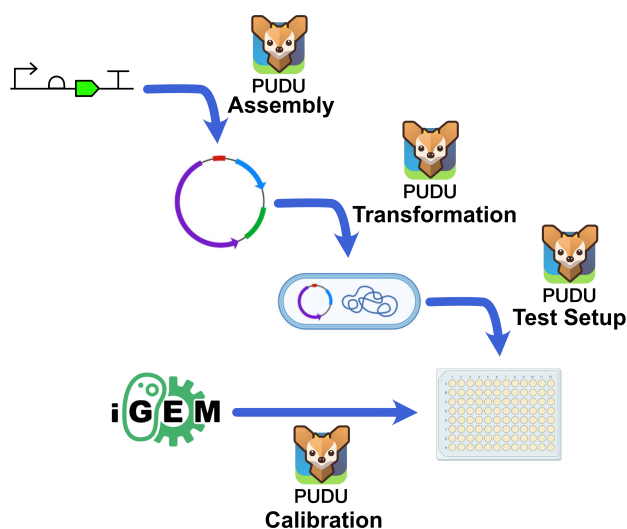 PUDU
Assembly
PUDU
Transformation
PUDU
Test Setup
iGEM
PUDU
Calibration